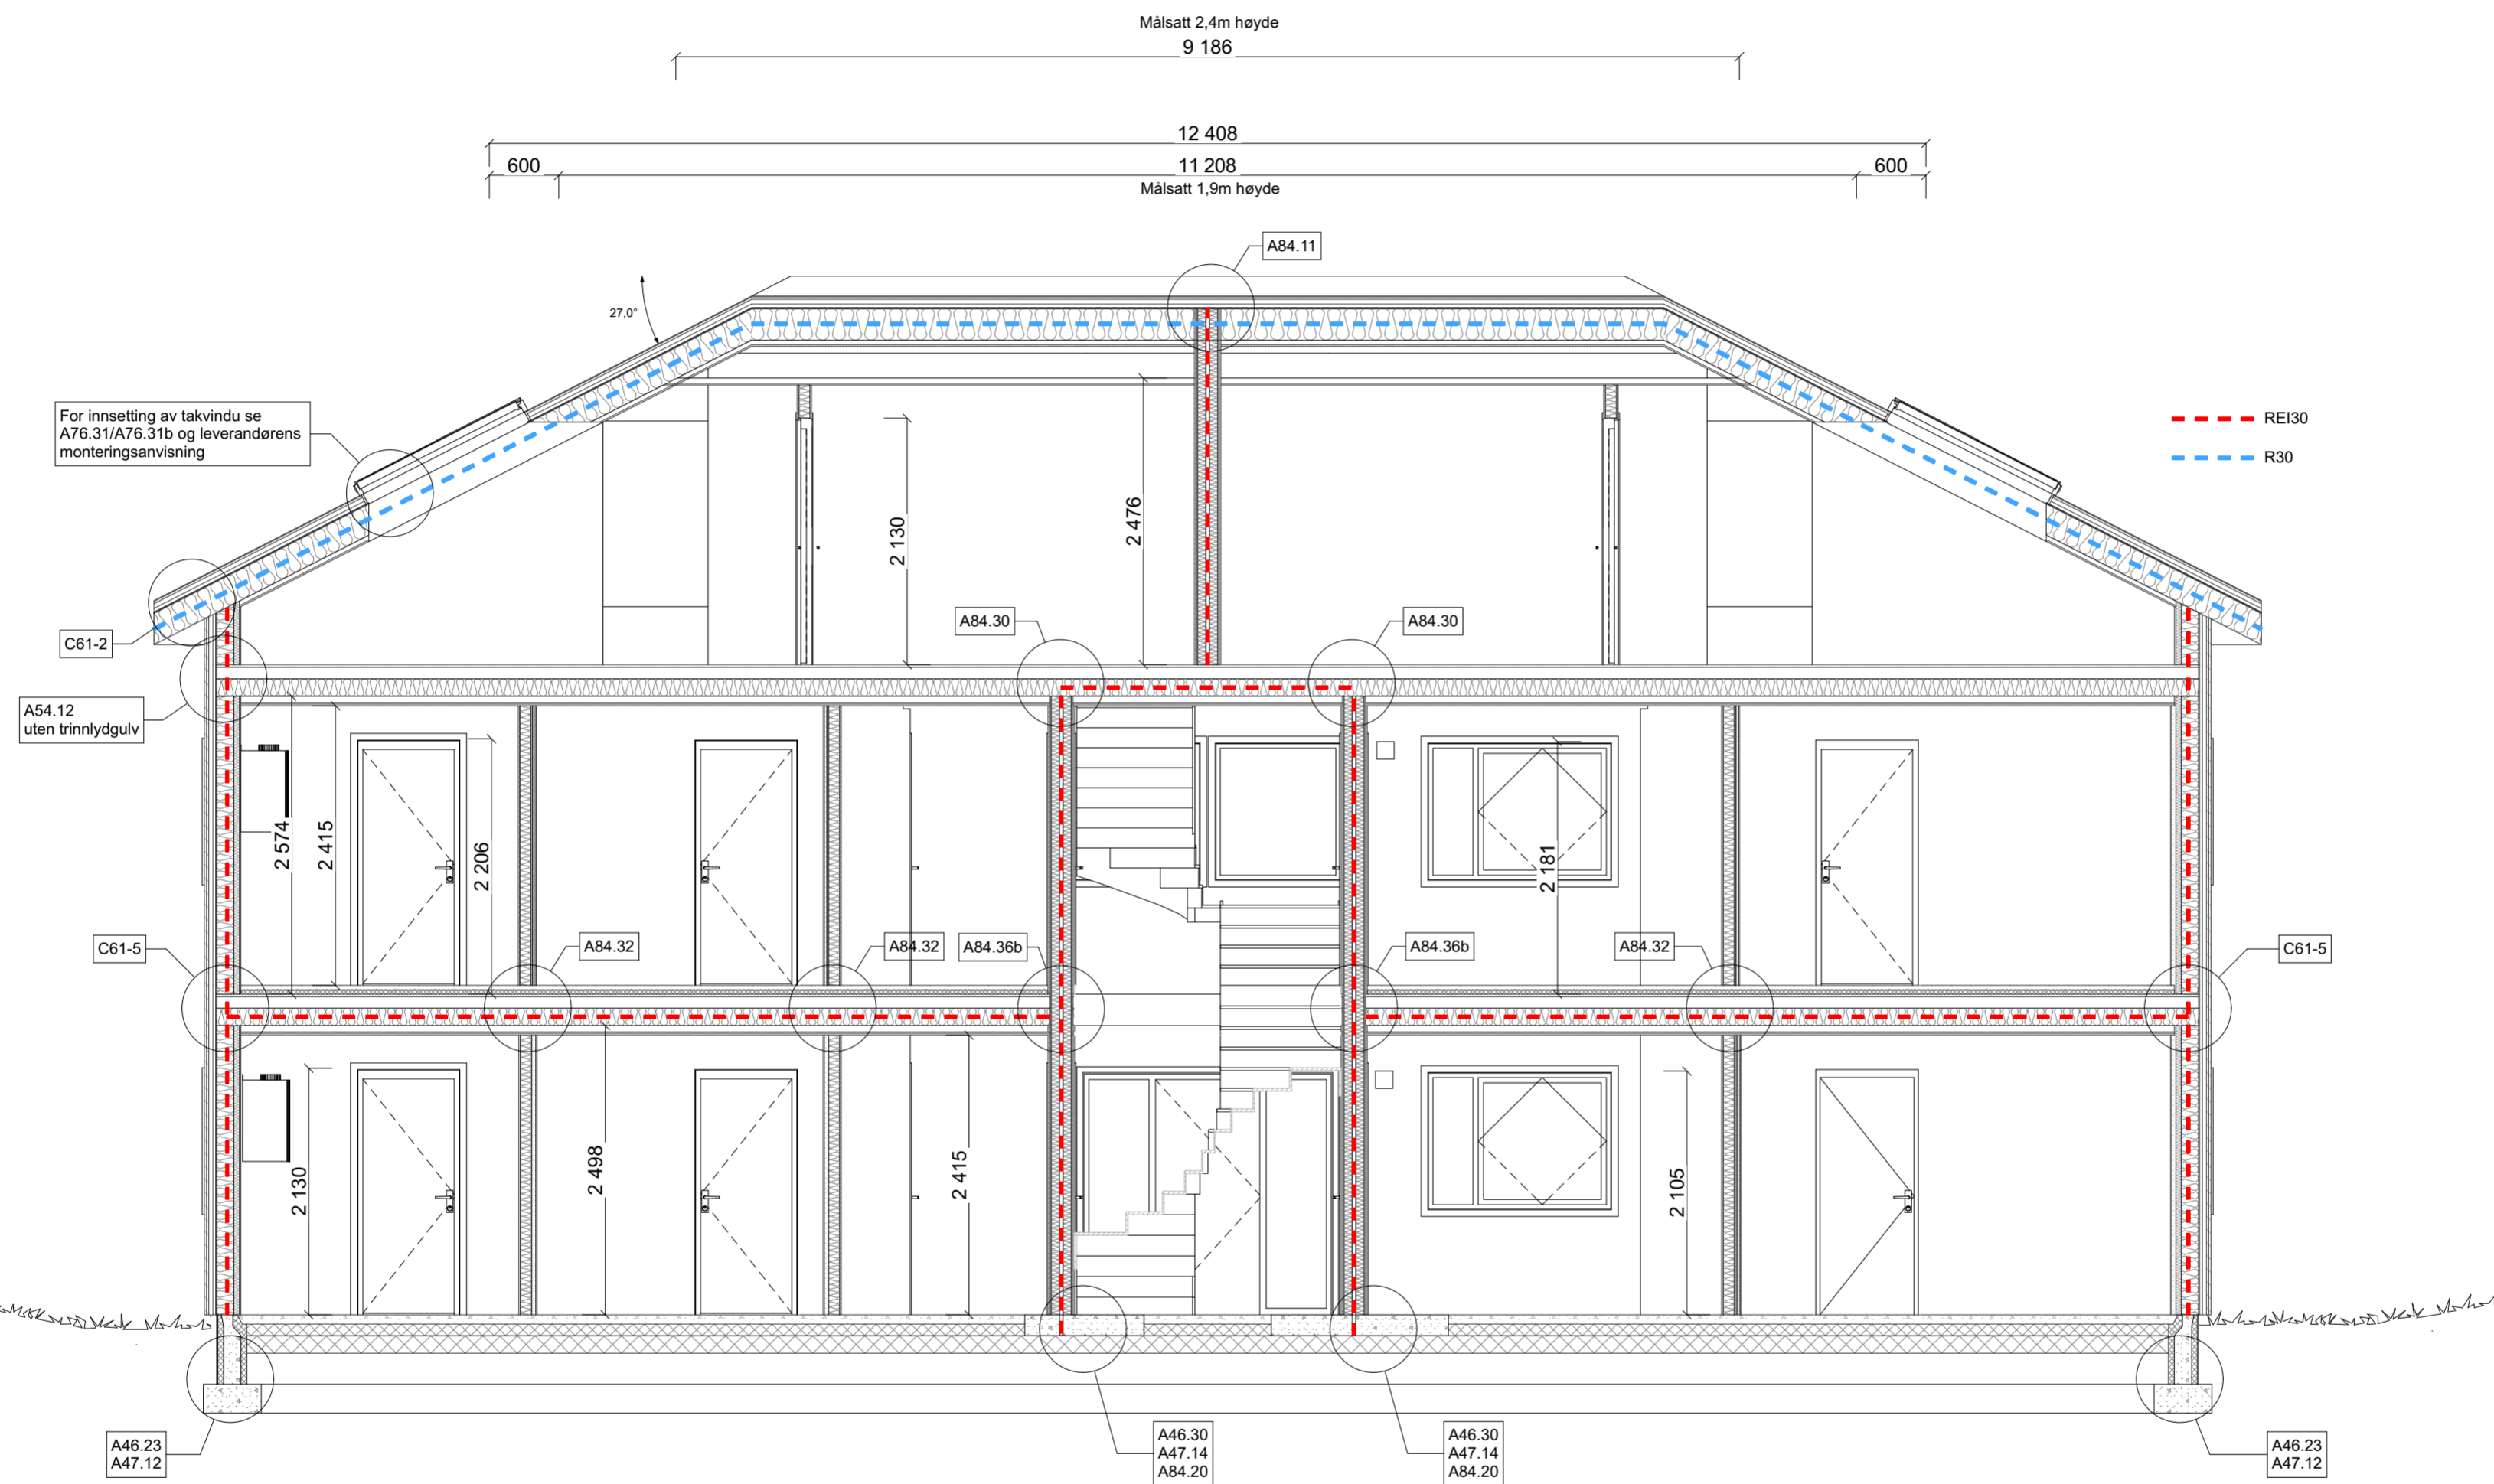 Målsatt 2,4m høyde
9 186
12 408
600
11 208
600
Målsatt 1,9m høyde
A84.11
27,0°
For innsetting av takvindu se
A76.31/A76.31b og leverandørens
monteringsanvisning
REI30
R30
2 130
2 476
C61-2
A84.30
A84.30
A54.12
uten trinnlydgulv
2 574
2 415
2 206
2 181
C61-5
A84.32
A84.32
A84.36b
A84.36b
A84.32
C61-5
2 130
2 498
2 415
2 105
A46.23
A47.12
A46.30
A47.14
A84.20
A46.30
A47.14
A84.20
A46.23
A47.12